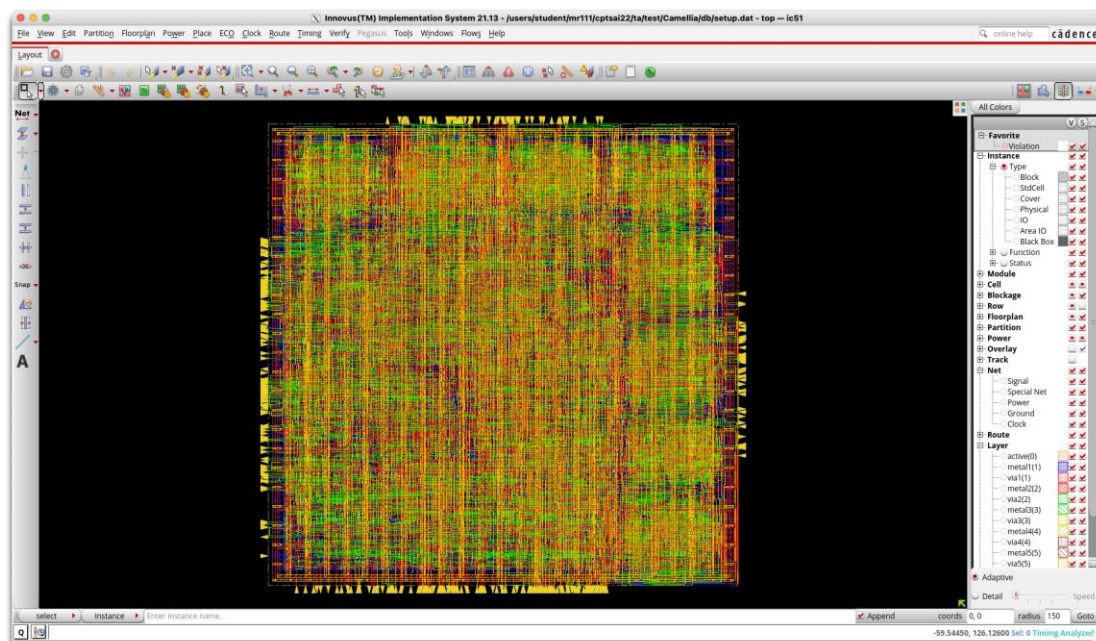 Innovus(TM) Implementation System 21.13 - /users/student/mr111/cptsai22/ta/test/Camellia/db/setup.dat - top — ic51
File View Edit Partition Floorplan Power Place ECO Clock Route Timing Verify Pegasus Tools Windows Flows Help
online help cādence
Layout
All Colors
Net
V S
Favorite
Violation
Instance
Type
Block
StdCell
Cover
Physical
IO
Area IO
Black Box
Function
Status
Module
Cell
Blockage
Row
Floorplan
Partition
Power
Overlay
Track
Net
Signal
Special Net
Power
Ground
Clock
Route
Layer
active(0)
metal1(1)
via1(1)
metal2(2)
via2(2)
metal3(3)
via3(3)
metal4(4)
via4(4)
metal5(5)
via5(5)
Snap
A
Adaptive
Detail Speed
select Instance Enter Instance name. Append coords 0, 0 radius 150 Goto
Q -59.54450, 126.12600 Sel: 0 Timing Analyzed